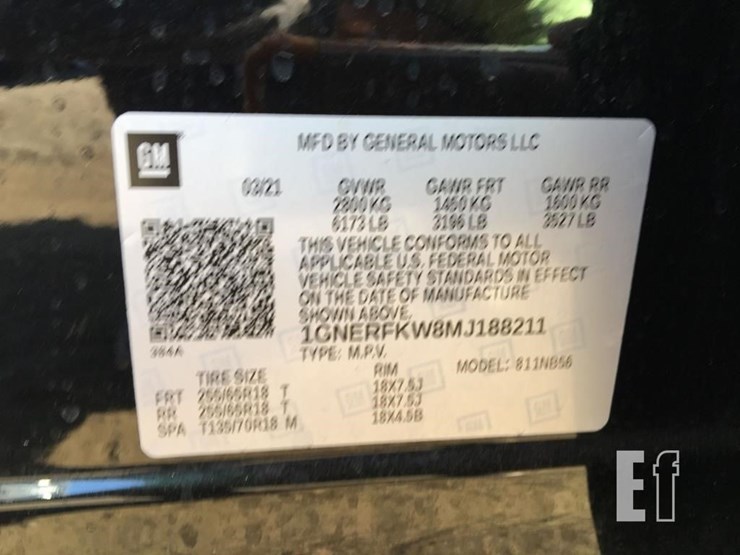 GM
MFD BY GENERAL MOTORS LLC
03/21 GVWR GAWR FRT GAWR RR
2800 KG 1450 KG 1600 KG
6173 LB 3196 LB 3527 LB
THIS VEHICLE CONFORMS TO ALL
APPLICABLE U.S. FEDERAL MOTOR
VEHICLE SAFETY STANDARDS IN EFFECT
ON THE DATE OF MANUFACTURE
SHOWN ABOVE.
1GNERFKW8MJ188211
384A
TYPE: M.P.V. MODEL: 811NB56
TIRE SIZE RIM
FRT 255/65R18 T 18X7.5J
RR 255/65R18 T 18X7.5J
SPA T135/70R18 M 18X4.5B
Ef